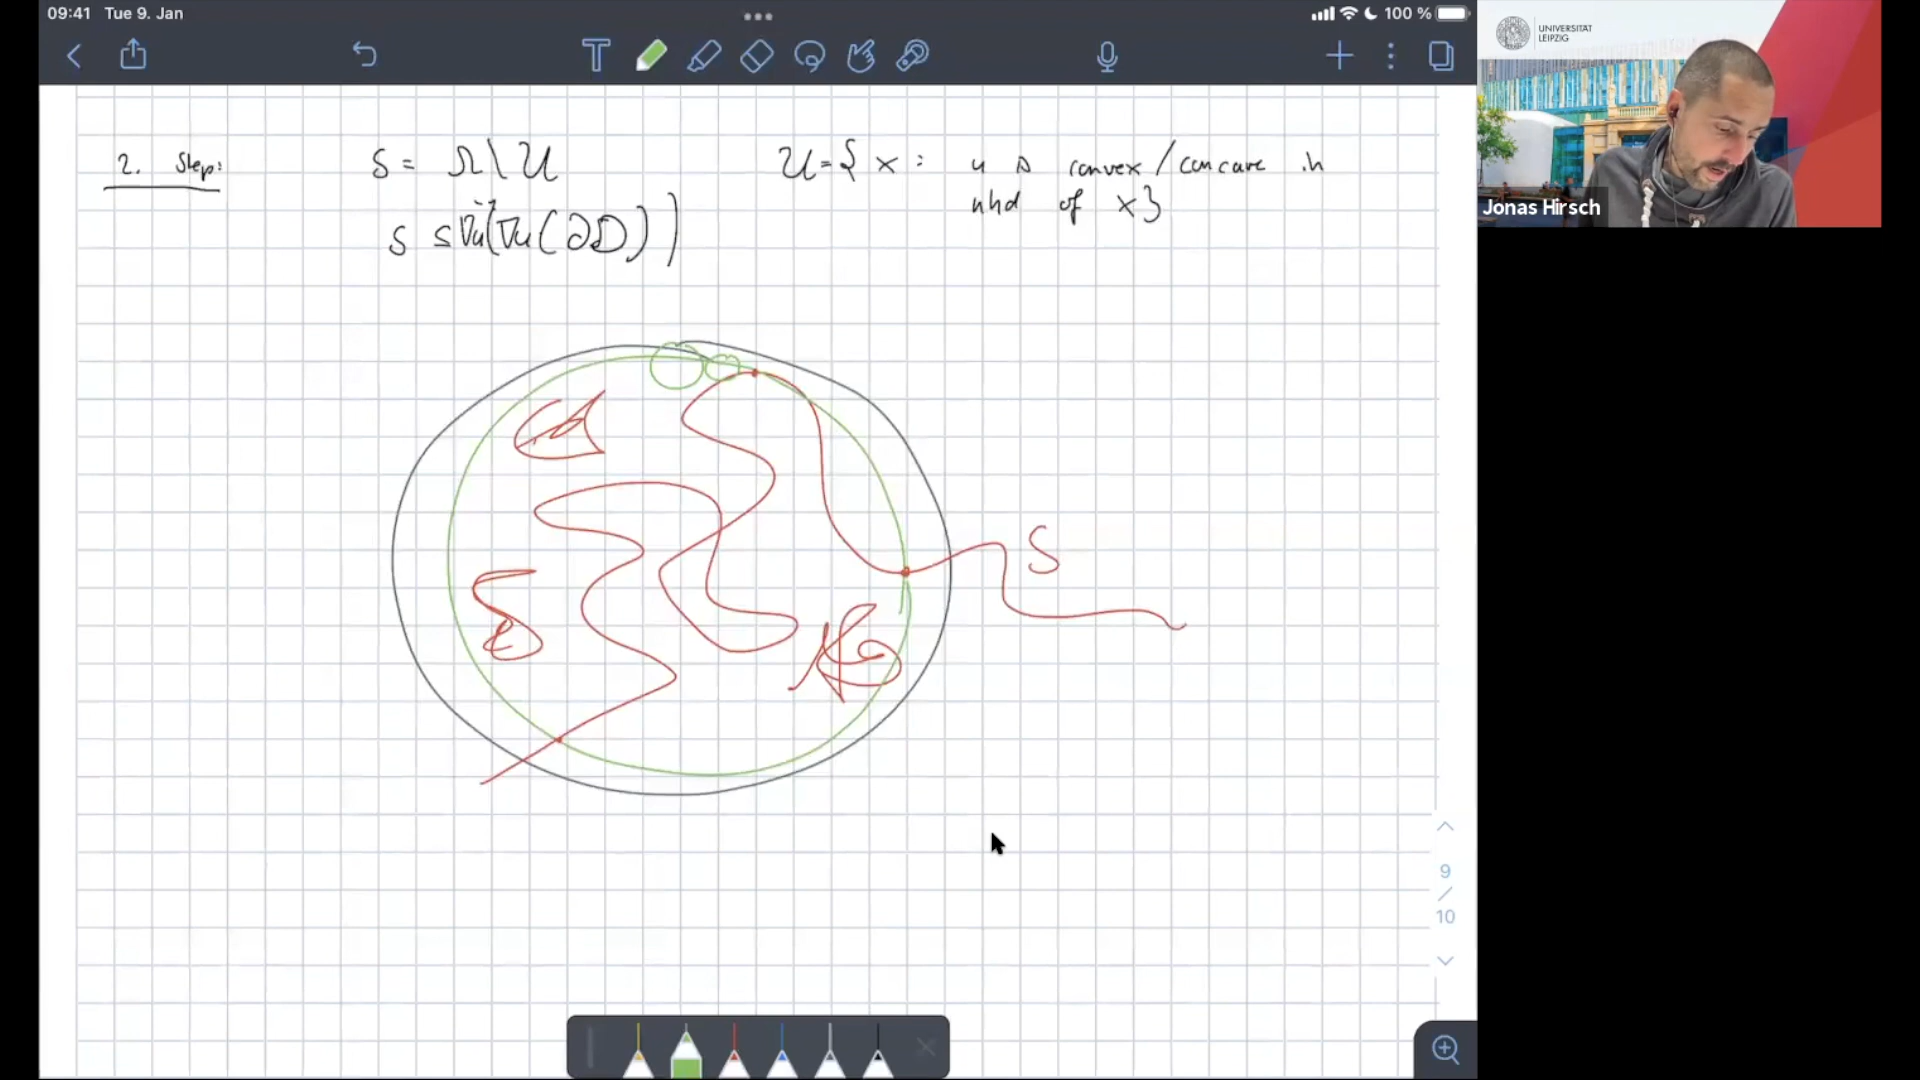 09:41 Tue 9. Jan
100 %
UNIVERSITÄT
LEIPZIG
Jonas Hirsch
2. Step: S = Ω \ U U = { x : u is convex/concave in
nhd of x }
S ⊆ ∇u⁻¹(∇u(∂Ω))
S
9
/
10